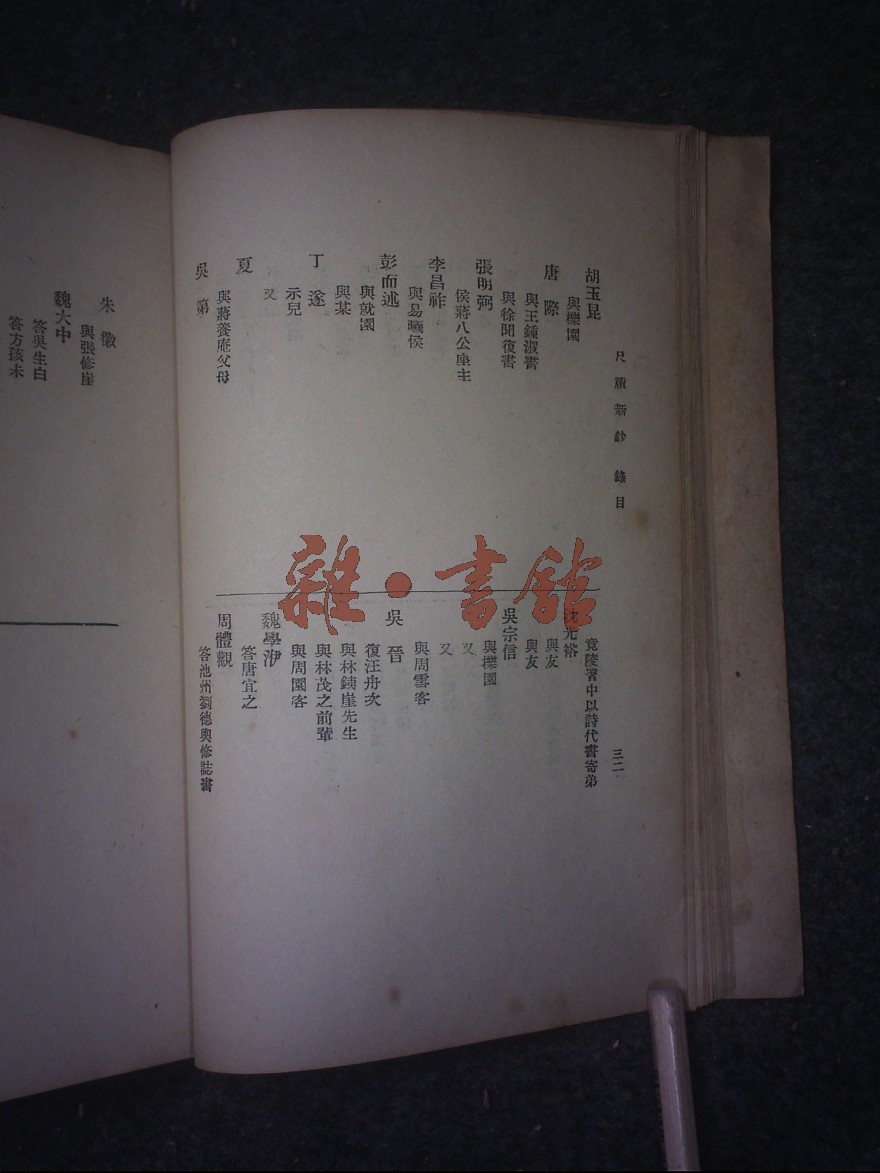 尺牘新鈔 錄目
三二
胡玉昆
與櫟園
唐際
與王鍾淑書
與徐聞復書
張明弼
侯蔣八公座主
李昌祚
與易曦侯
彭而述
與就園
與某
丁遂
示兒
又
夏
與蔣養庵父母
吳第
竟陵署中以詩代書寄弟
沈光裕
與友
與友
吳宗信
與櫟園
又
又
與周雪客
吳晉
復汪舟次
與林鐵崖先生
與林茂之前輩
與周園客
魏學洢
答唐宜之
周體觀
答池州劉德輿修誌書
朱徽
與張修崖
魏大中
答吳生白
答方孩未
雜·書館